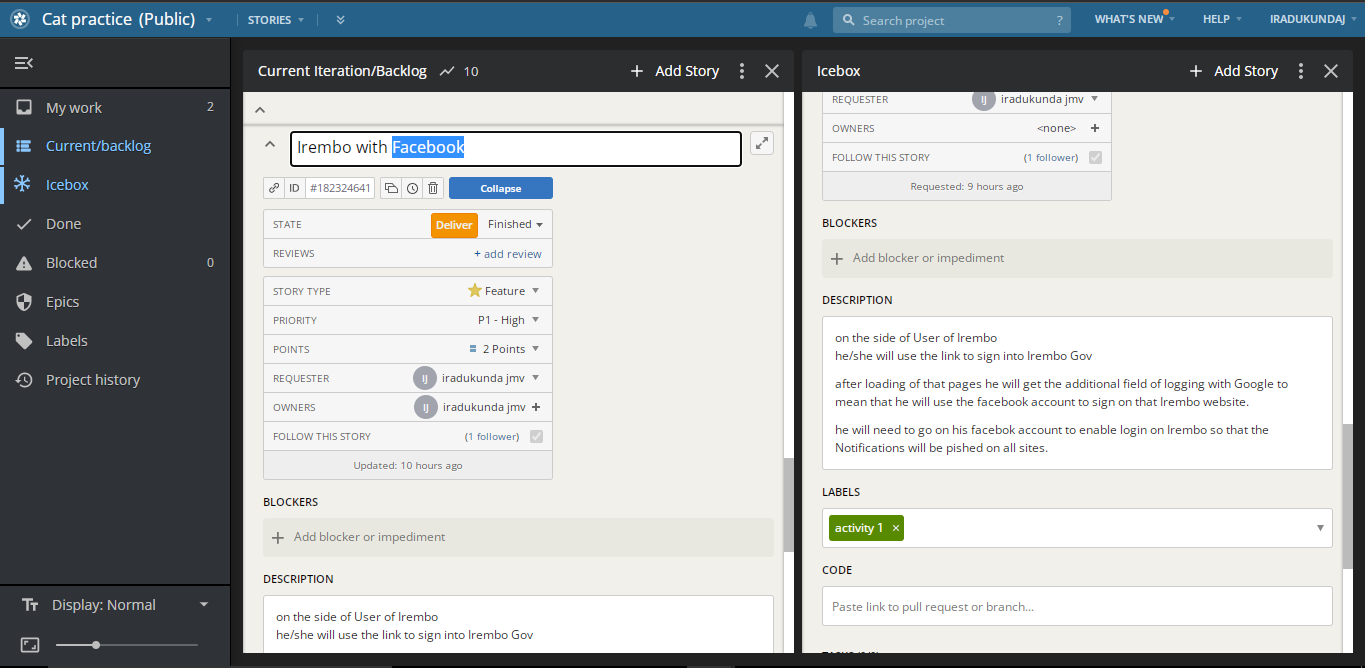 Cat practice (Public)
STORIES
Search project
?
WHAT'S NEW
HELP
IRADUKUNDAJ
My work
2
Current/backlog
Icebox
Done
Blocked
0
Epics
Labels
Project history
Display: Normal
Current Iteration/Backlog
10
+ Add Story
Irembo with Facebook
ID
#182324641
Collapse
STATE
Deliver
Finished
REVIEWS
+ add review
STORY TYPE
Feature
PRIORITY
P1 - High
POINTS
2 Points
REQUESTER
IJ
iradukunda jmv
OWNERS
IJ
iradukunda jmv +
FOLLOW THIS STORY
(1 follower)
Updated: 10 hours ago
BLOCKERS
+ Add blocker or impediment
DESCRIPTION
on the side of User of Irembo
he/she will use the link to sign into Irembo Gov
Icebox
+ Add Story
REQUESTER
IJ
iradukunda jmv
OWNERS
<none> +
FOLLOW THIS STORY
(1 follower)
Requested: 9 hours ago
BLOCKERS
+ Add blocker or impediment
DESCRIPTION
on the side of User of Irembo
he/she will use the link to sign into Irembo Gov
after loading of that pages he will get the additional field of logging with Google to
mean that he will use the facebook account to sign on that Irembo website.
he will need to go on his facebok account to enable login on Irembo so that the
Notifications will be pished on all sites.
LABELS
activity 1 ×
CODE
Paste link to pull request or branch...